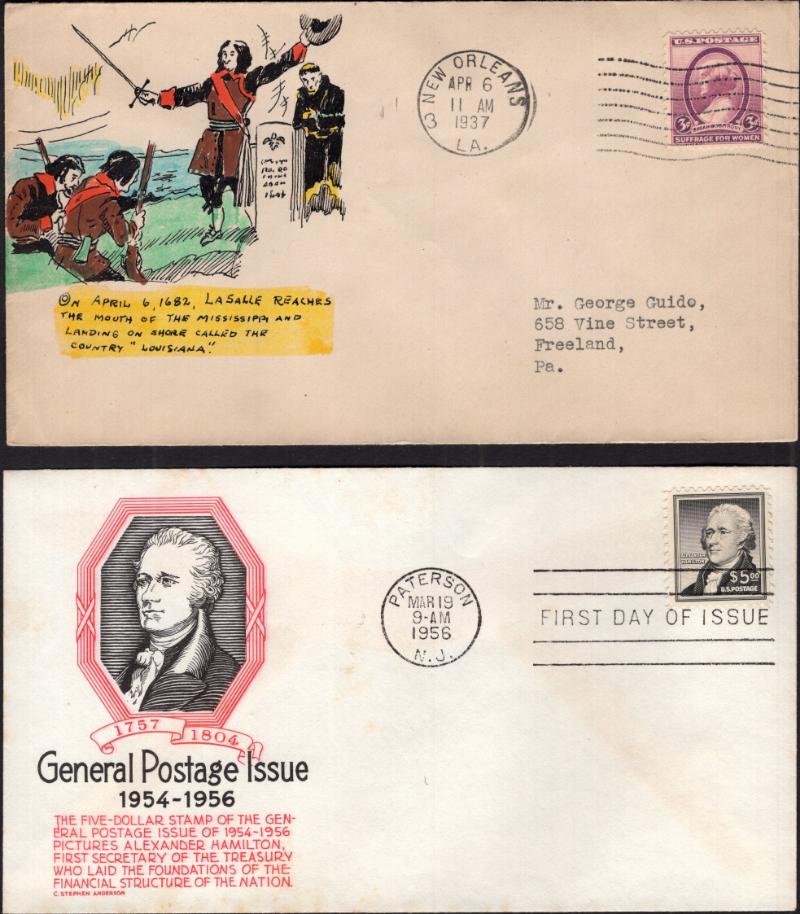 NEW ORLEANS
APR 6
11 AM
1937
3
LA.
U.S. POSTAGE
3¢ 3¢
SUFFRAGE FOR WOMEN
ON APRIL 6, 1682, LASALLE REACHES
THE MOUTH OF THE MISSISSIPPI AND
LANDING ON SHORE CALLED THE
COUNTRY "LOUISIANA".
Mr. George Guido,
658 Vine Street,
Freeland,
Pa.
PATERSON
MAR 19
9-AM
1956
N.J.
FIRST DAY OF ISSUE
ALEXANDER
HAMILTON
$5.00
U.S. POSTAGE
1757
1804
General Postage Issue
1954-1956
THE FIVE-DOLLAR STAMP OF THE GEN-
ERAL POSTAGE ISSUE OF 1954-1956
PICTURES ALEXANDER HAMILTON,
FIRST SECRETARY OF THE TREASURY
WHO LAID THE FOUNDATIONS OF THE
FINANCIAL STRUCTURE OF THE NATION.
C. STEPHEN ANDERSON